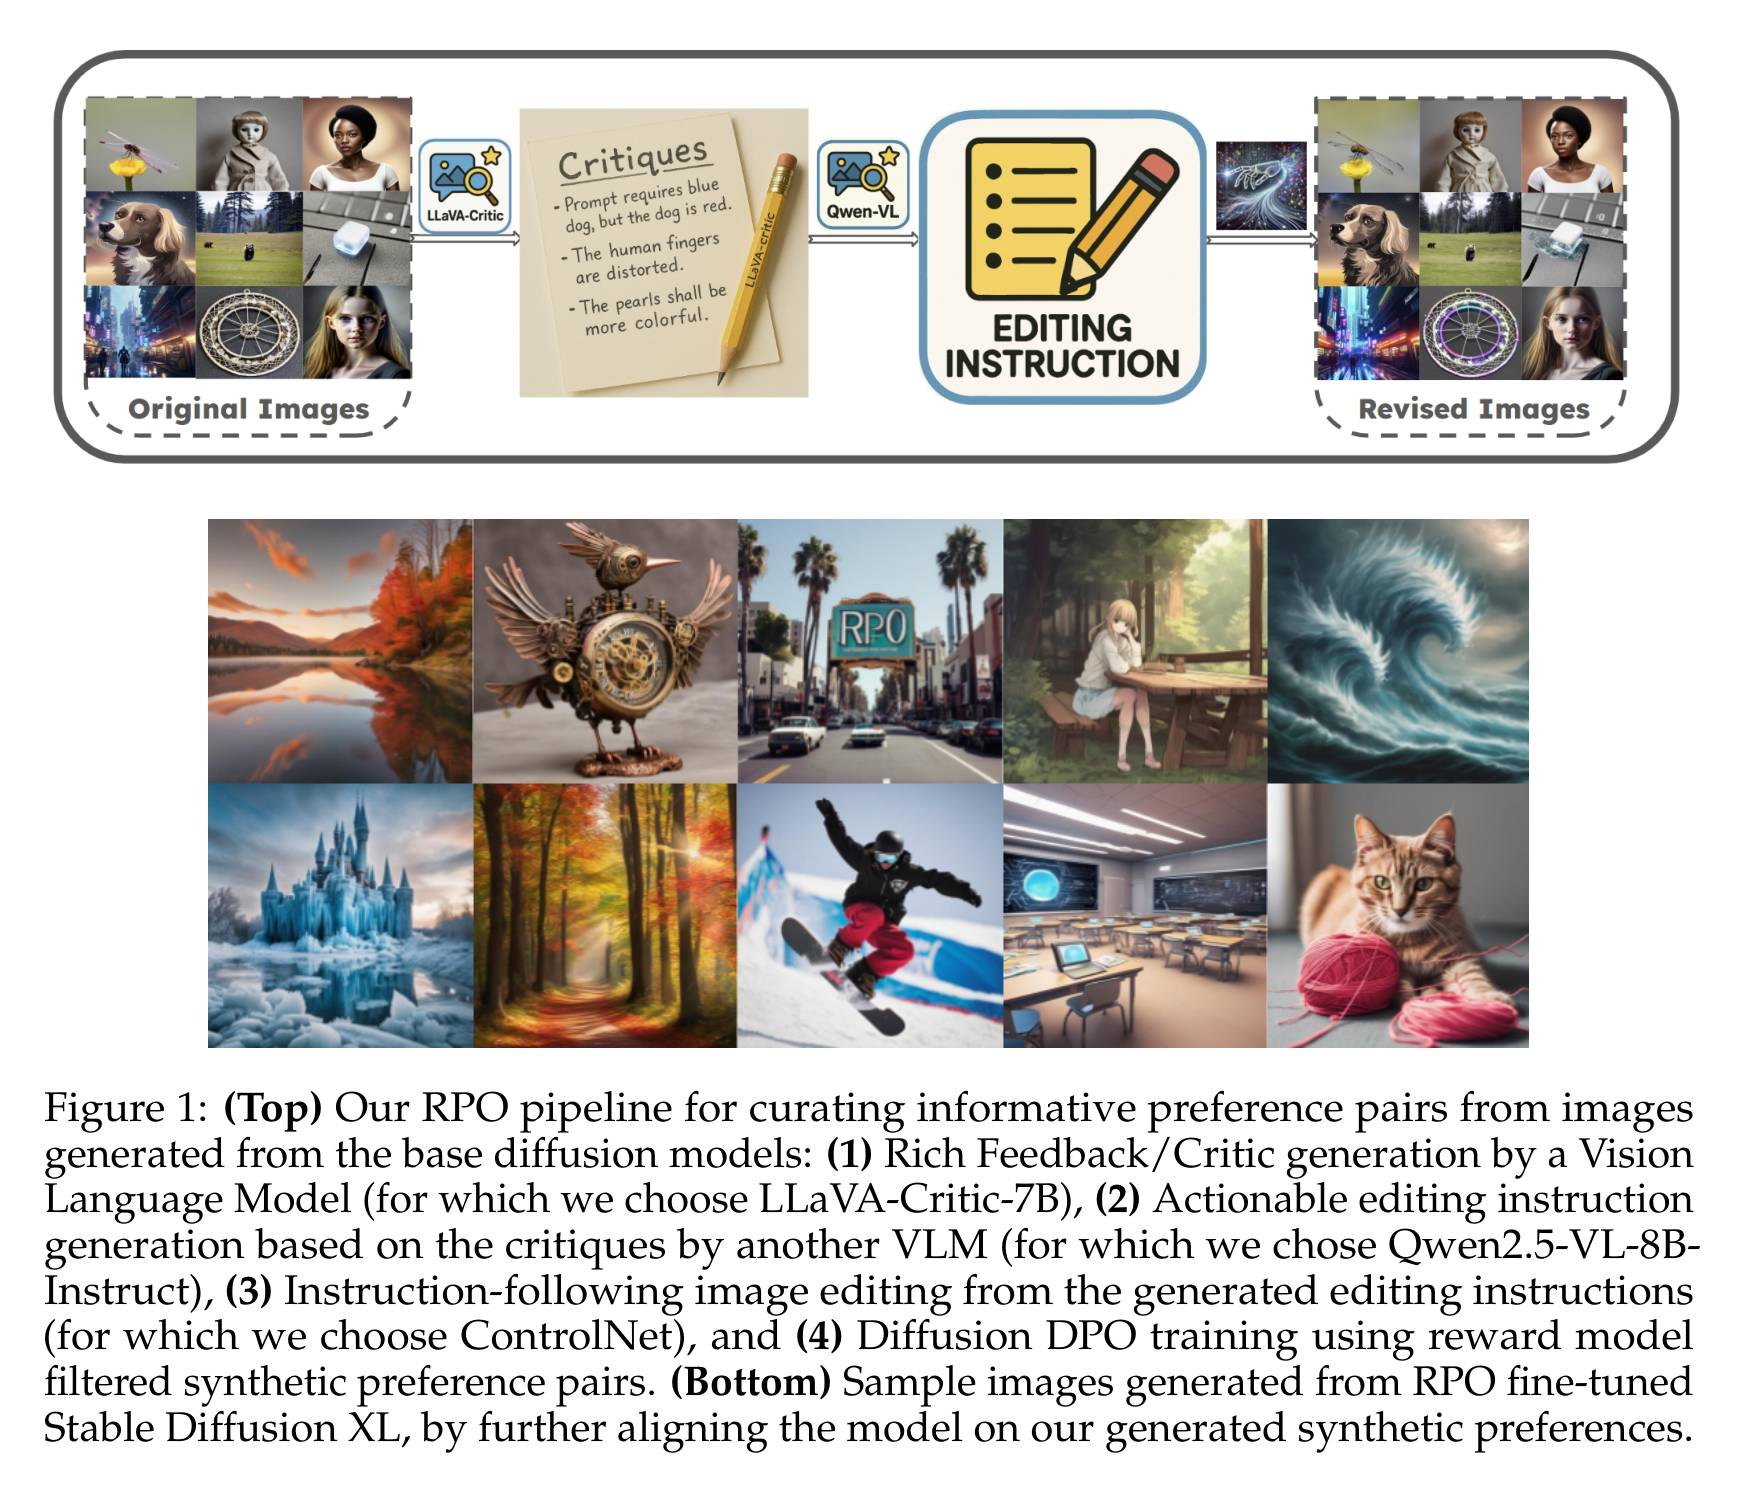 LLaVA-Critic
Critiques
- Prompt requires blue
dog, but the dog is red.
- The human fingers
are distorted.
- The pearls shall be
more colorful.
LLaVA-critic
Qwen-VL
EDITING
INSTRUCTION
Original Images
Revised Images
RPO
Figure 1: (Top) Our RPO pipeline for curating informative preference pairs from images
generated from the base diffusion models: (1) Rich Feedback/Critic generation by a Vision
Language Model (for which we choose LLaVA-Critic-7B), (2) Actionable editing instruction
generation based on the critiques by another VLM (for which we chose Qwen2.5-VL-8B-
Instruct), (3) Instruction-following image editing from the generated editing instructions
(for which we choose ControlNet), and (4) Diffusion DPO training using reward model
filtered synthetic preference pairs. (Bottom) Sample images generated from RPO fine-tuned
Stable Diffusion XL, by further aligning the model on our generated synthetic preferences.